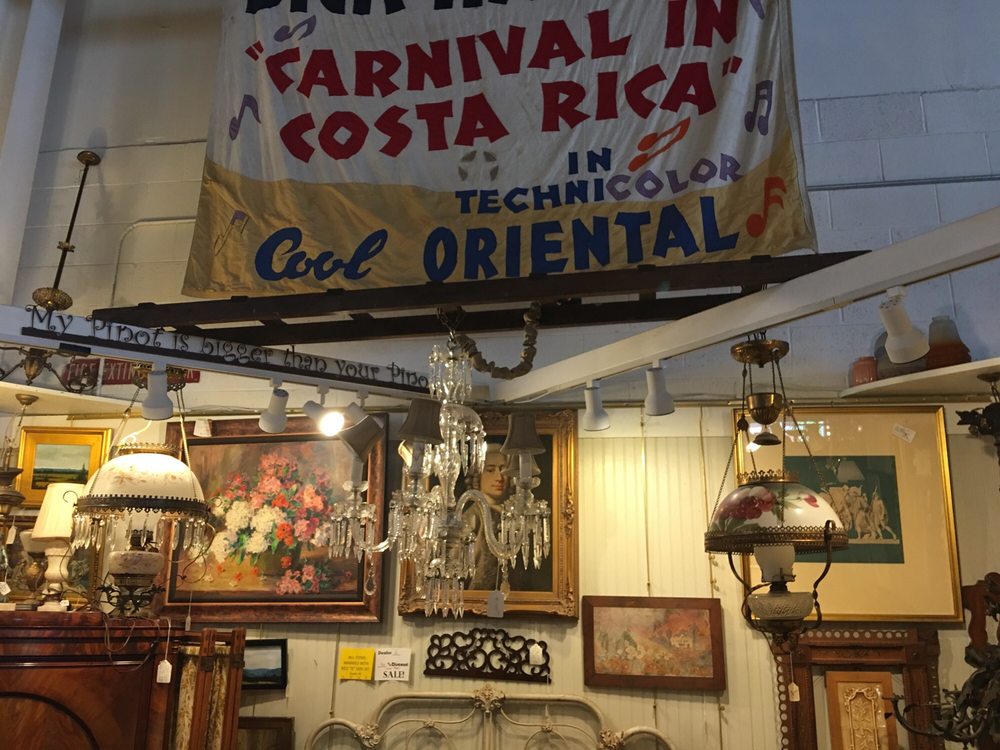 "CARNIVAL IN
COSTA RICA"
IN
TECHNICOLOR
Cool ORIENTAL
My Pinot is bigger than your Pino
SALE!